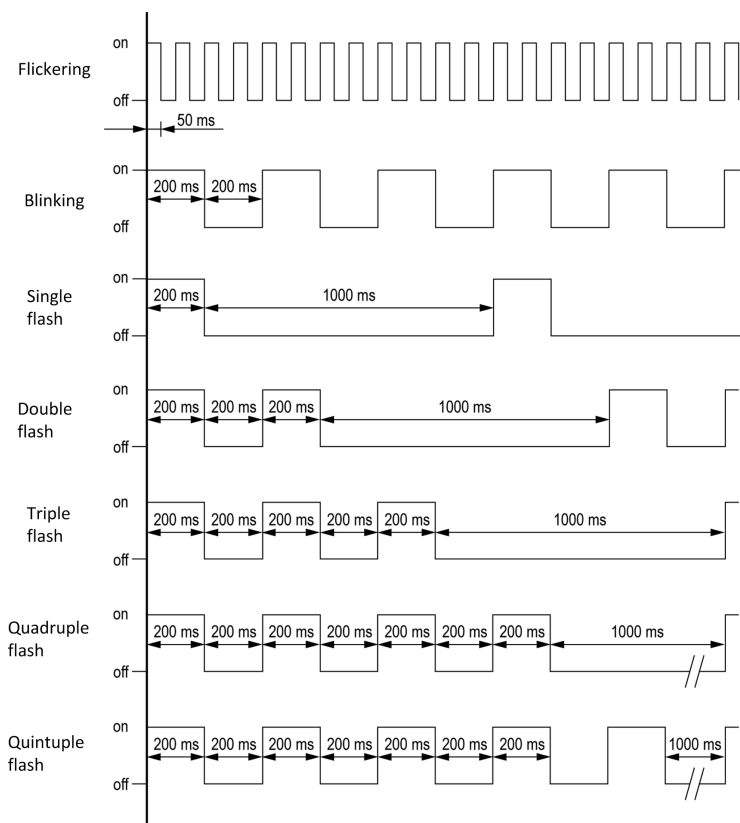 on
Flickering
off
50 ms
on
200 ms 200 ms
Blinking
off
on
Single
flash
200 ms 1000 ms
off
on
Double
flash
200 ms 200 ms 200 ms 1000 ms
off
on
Triple
flash
200 ms 200 ms 200 ms 200 ms 200 ms 1000 ms
off
on
Quadruple
flash
200 ms 200 ms 200 ms 200 ms 200 ms 200 ms 200 ms 1000 ms
off
on
Quintuple
flash
200 ms 200 ms 200 ms 200 ms 200 ms 200 ms 200 ms 1000 ms
off